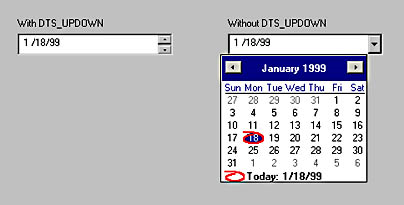 With DTS_UPDOWN Without DTS_UPDOWN
1 /18/99 1 /18/99
January 1999
Sun Mon Tue Wed Thu Fri Sat
27 28 29 30 31 1 2
3 4 5 6 7 8 9
10 11 12 13 14 15 16
17 18 19 20 21 22 23
24 25 26 27 28 29 30
31 1 2 3 4 5 6
Today: 1/18/99